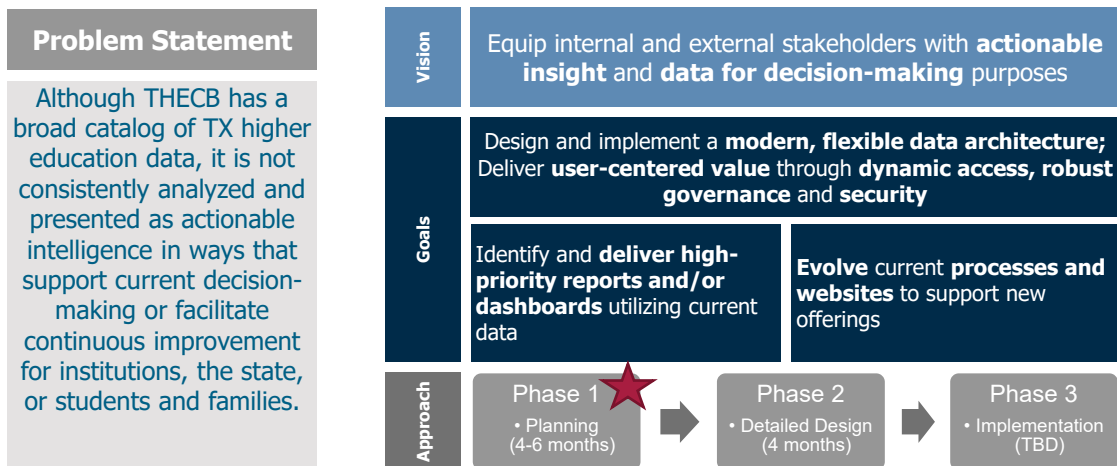 Problem Statement
Although THECB has a
broad catalog of TX higher
education data, it is not
consistently analyzed and
presented as actionable
intelligence in ways that
support current decision-
making or facilitate
continuous improvement
for institutions, the state,
or students and families.
Vision
Equip internal and external stakeholders with actionable
insight and data for decision-making purposes
Goals
Design and implement a modern, flexible data architecture;
Deliver user-centered value through dynamic access, robust
governance and security
Identify and deliver high-
priority reports and/or
dashboards utilizing current
data
Evolve current processes and
websites to support new
offerings
Approach
Phase 1
• Planning
(4-6 months)
Phase 2
• Detailed Design
(4 months)
Phase 3
• Implementation
(TBD)